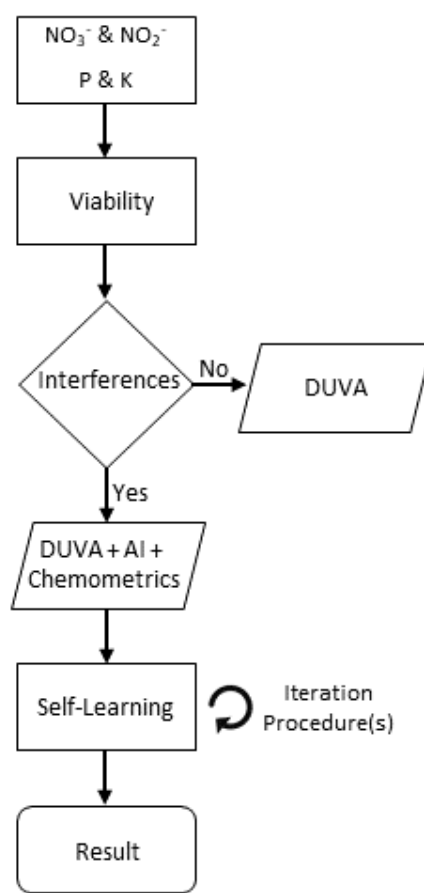 NO₃⁻ & NO₂⁻
P & K
Viability
Interferences
No
DUVA
Yes
DUVA + AI +
Chemometrics
Self-Learning
Iteration
Procedure(s)
Result